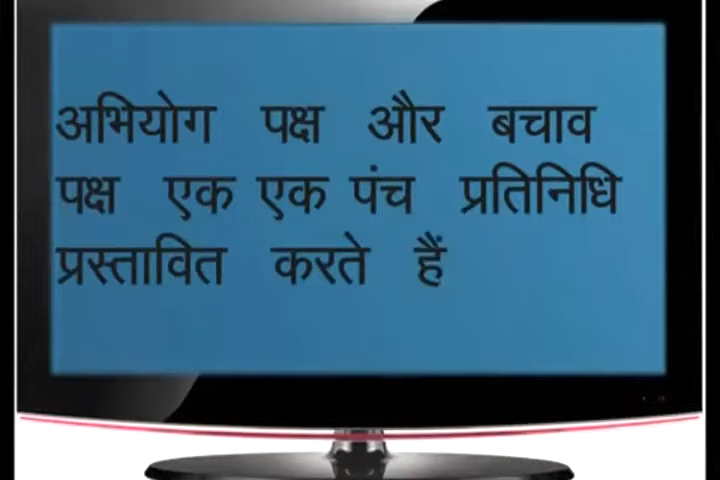 अभियोग पक्ष और बचाव
पक्ष एक एक पंच प्रतिनिधि
प्रस्तावित करते हैं